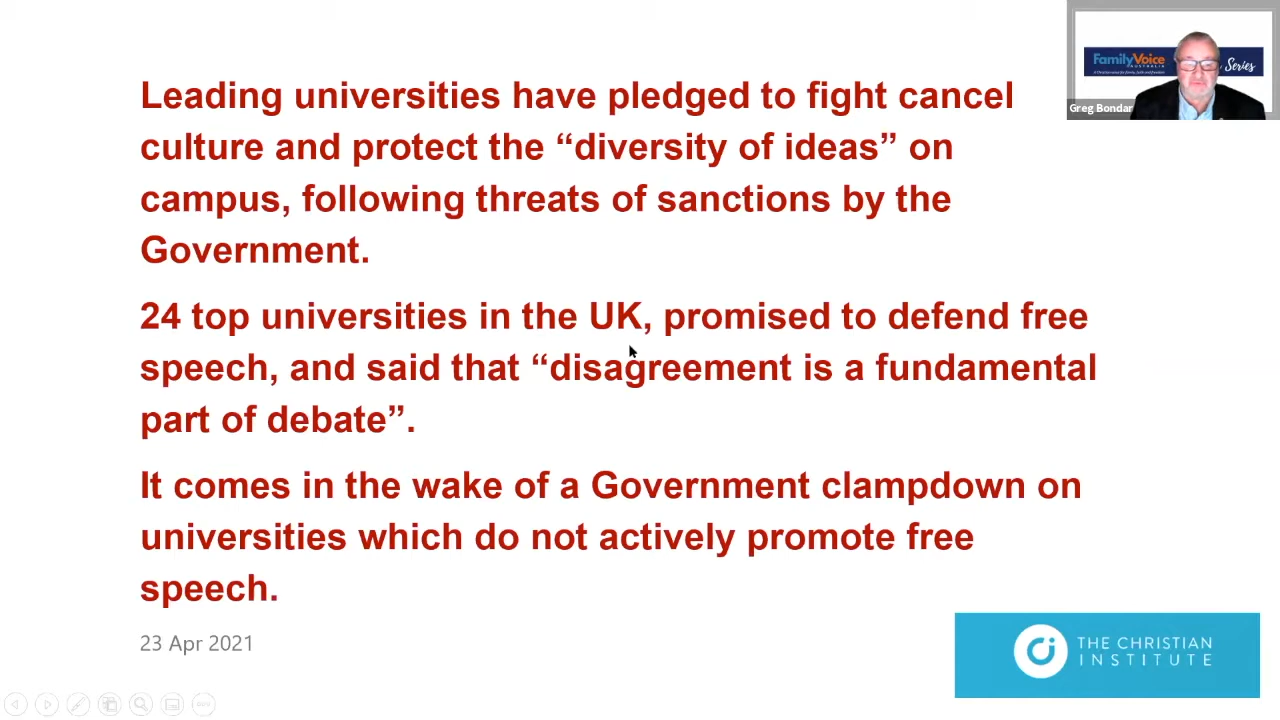 Leading universities have pledged to fight cancel
culture and protect the “diversity of ideas” on
campus, following threats of sanctions by the
Government.
24 top universities in the UK, promised to defend free
speech, and said that “disagreement is a fundamental
part of debate”.
It comes in the wake of a Government clampdown on
universities which do not actively promote free
speech.
23 Apr 2021
FamilyVoice
AUSTRALIA
Series
Greg Bondar
THE CHRISTIAN
INSTITUTE